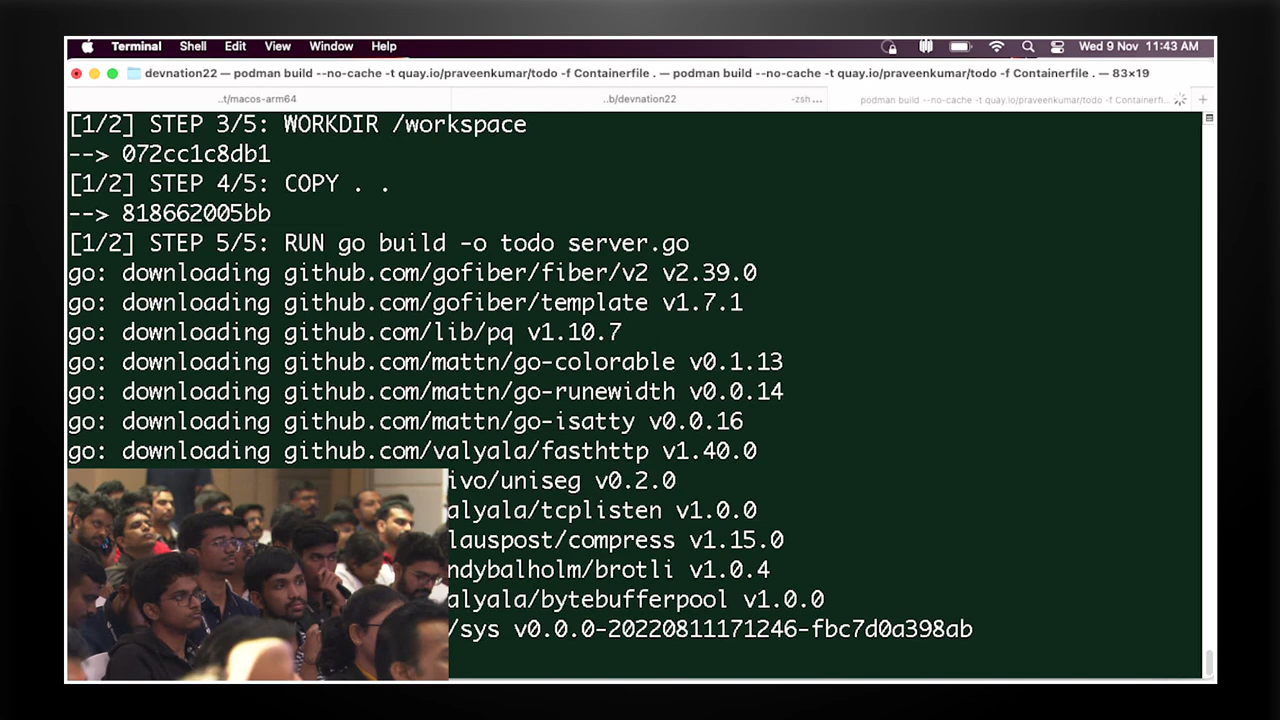 Terminal Shell Edit View Window Help Wed 9 Nov 11:43 AM
devnation22 — podman build --no-cache -t quay.io/praveenkumar/todo -f Containerfile . — podman build --no-cache -t quay.io/praveenkumar/todo -f Containerfile . — 83×19
..t/macos-arm64 ..b/devnation22 -zsh ... podman build --no-cache -t quay.io/praveenkumar/todo -f Containerfi... +
[1/2] STEP 3/5: WORKDIR /workspace
--> 072cc1c8db1
[1/2] STEP 4/5: COPY . .
--> 818662005bb
[1/2] STEP 5/5: RUN go build -o todo server.go
go: downloading github.com/gofiber/fiber/v2 v2.39.0
go: downloading github.com/gofiber/template v1.7.1
go: downloading github.com/lib/pq v1.10.7
go: downloading github.com/mattn/go-colorable v0.1.13
go: downloading github.com/mattn/go-runewidth v0.0.14
go: downloading github.com/mattn/go-isatty v0.0.16
go: downloading github.com/valyala/fasthttp v1.40.0
ivo/uniseg v0.2.0
alyala/tcplisten v1.0.0
lauspost/compress v1.15.0
ndybalholm/brotli v1.0.4
alyala/bytebufferpool v1.0.0
/sys v0.0.0-20220811171246-fbc7d0a398ab